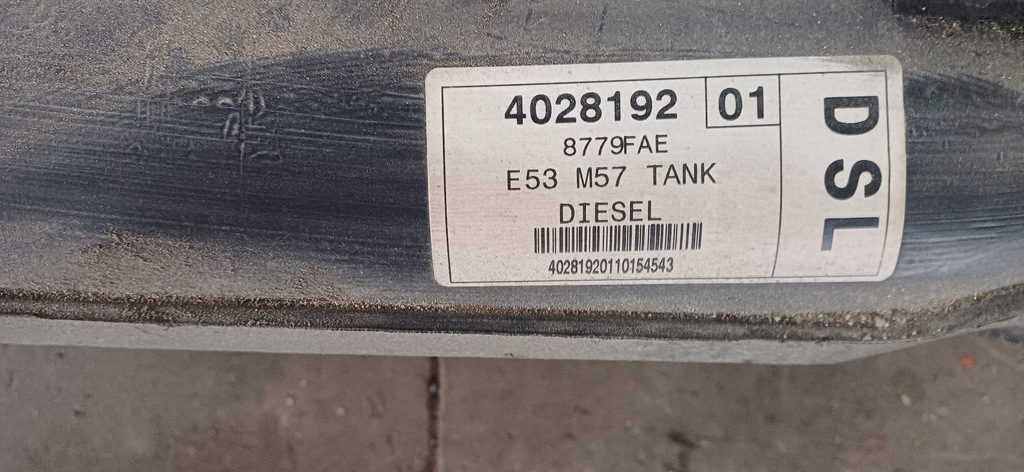 4028192 01
8779FAE
E53 M57 TANK
DIESEL
40281920110154543
DSL